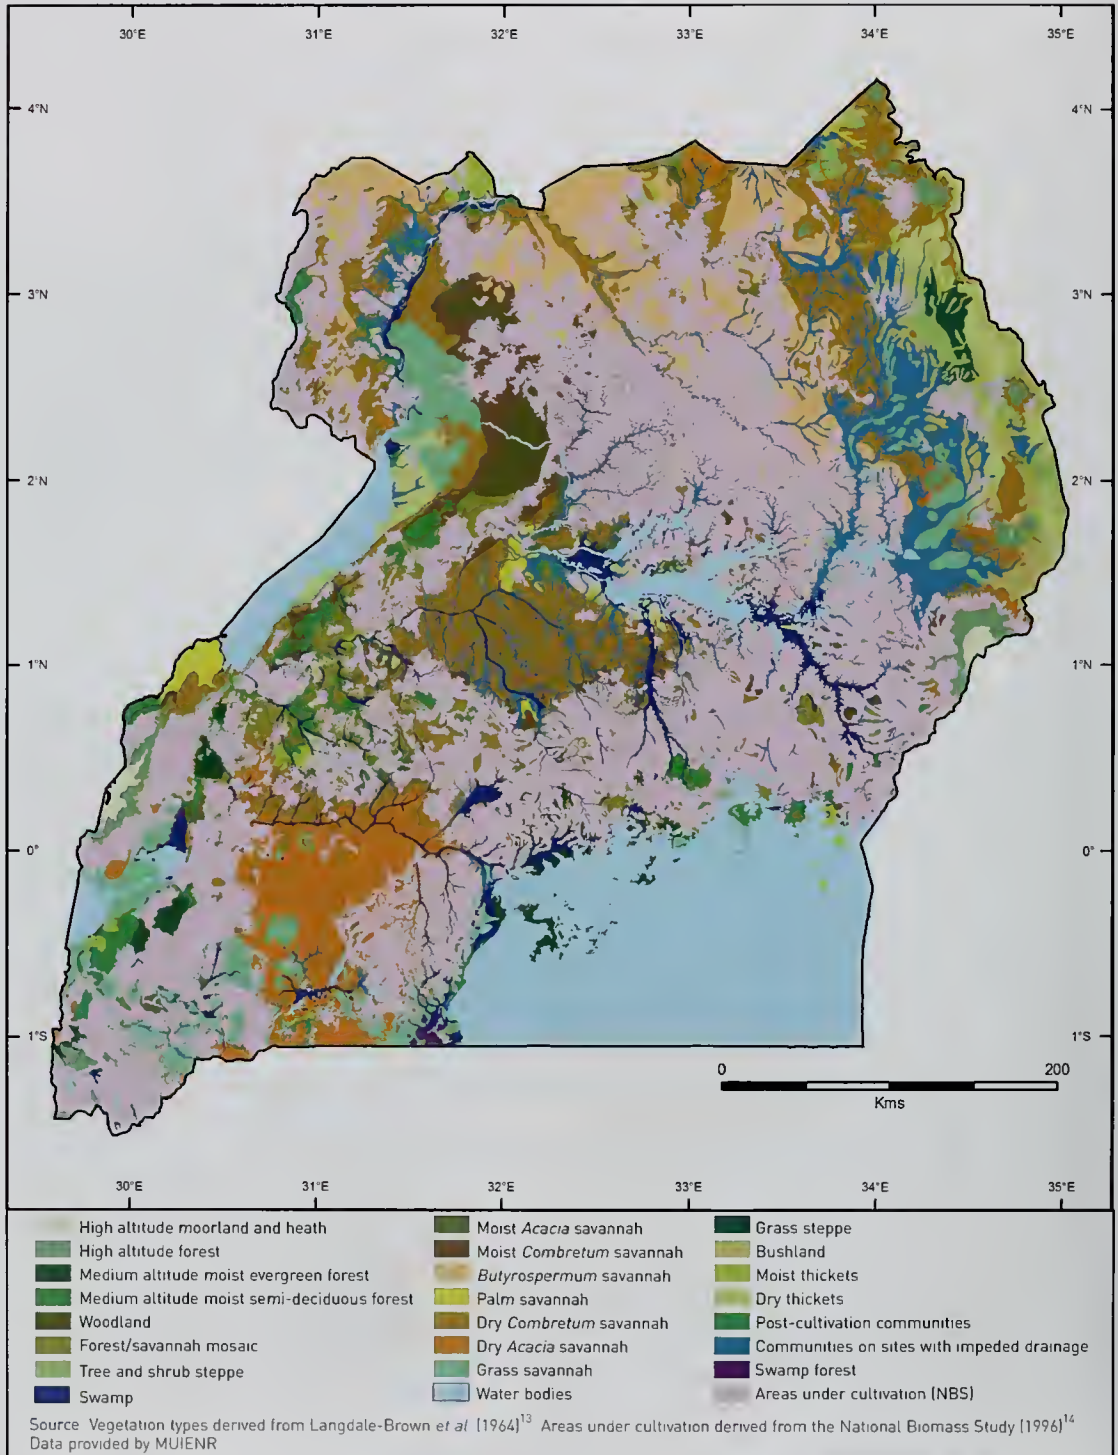 30°E 31°E 32°E 33°E 34°E 35°E
4°N 4°N
3°N 3°N
2°N 2°N
1°N 1°N
0° 0°
1°S 1°S
0 200
Kms
30°E 31°E 32°E 33°E 34°E 35°E
High altitude moorland and heath
High altitude forest
Medium altitude moist evergreen forest
Medium altitude moist semi-deciduous forest
Woodland
Forest/savannah mosaic
Tree and shrub steppe
Swamp
Moist Acacia savannah
Moist Combretum savannah
Butyrospermum savannah
Palm savannah
Dry Combretum savannah
Dry Acacia savannah
Grass savannah
Water bodies
Grass steppe
Bushland
Moist thickets
Dry thickets
Post-cultivation communities
Communities on sites with impeded drainage
Swamp forest
Areas under cultivation (NBS)
Source Vegetation types derived from Langdale-Brown et al (1964)13 Areas under cultivation derived from the National Biomass Study (1996)14
Data provided by MUIENR